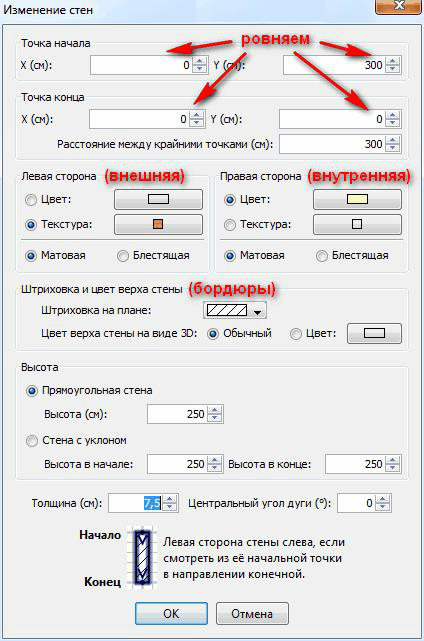 Изменение стен
Точка начала
ровняем
X (см): 0 Y (см): 300
Точка конца
X (см): 0 Y (см): 0
Расстояние между крайними точками (см): 300
Левая сторона (внешняя) Правая сторона (внутренняя)
Цвет: Цвет:
Текстура: Текстура:
Матовая Блестящая Матовая Блестящая
Штриховка и цвет верха стены (бордюры)
Штриховка на плане:
Цвет верха стены на виде 3D: Обычный Цвет:
Высота
Прямоугольная стена
Высота (см): 250
Стена с уклоном
Высота в начале: 250 Высота в конце: 250
Толщина (см): 7,5 Центральный угол дуги (°): 0
Начало
Левая сторона стены слева, если
смотреть из её начальной точки
Конец в направлении конечной.
OK Отмена